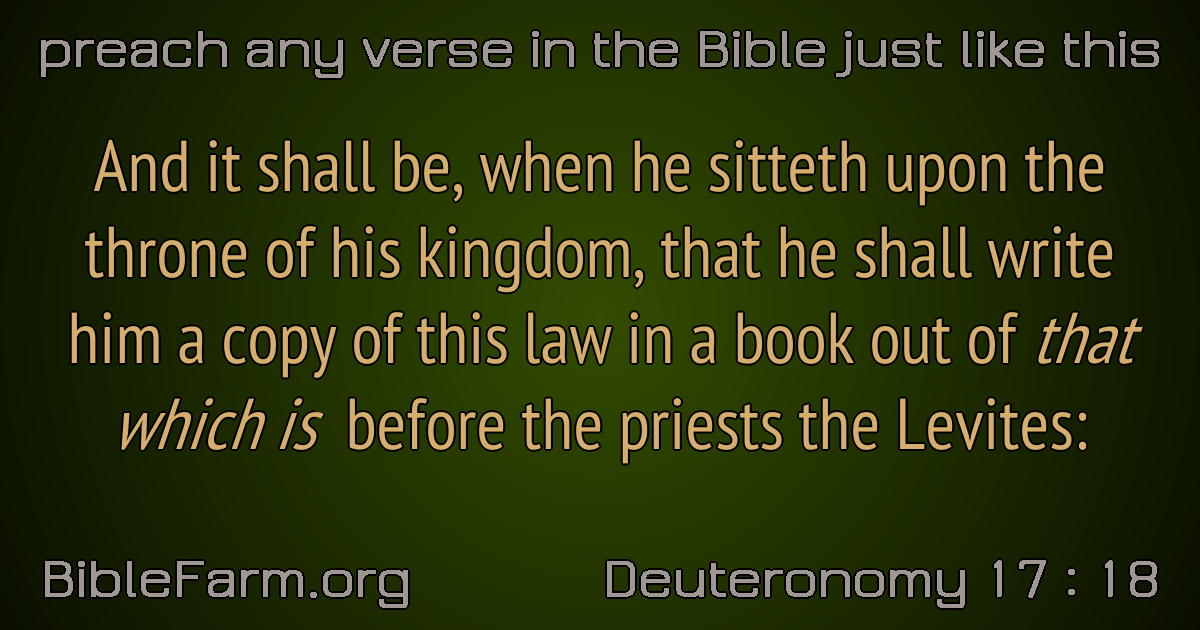 preach any verse in the Bible just like this
And it shall be, when he sitteth upon the
throne of his kingdom, that he shall write
him a copy of this law in a book out of that
which is before the priests the Levites:
BibleFarm.org
Deuteronomy 17 : 18